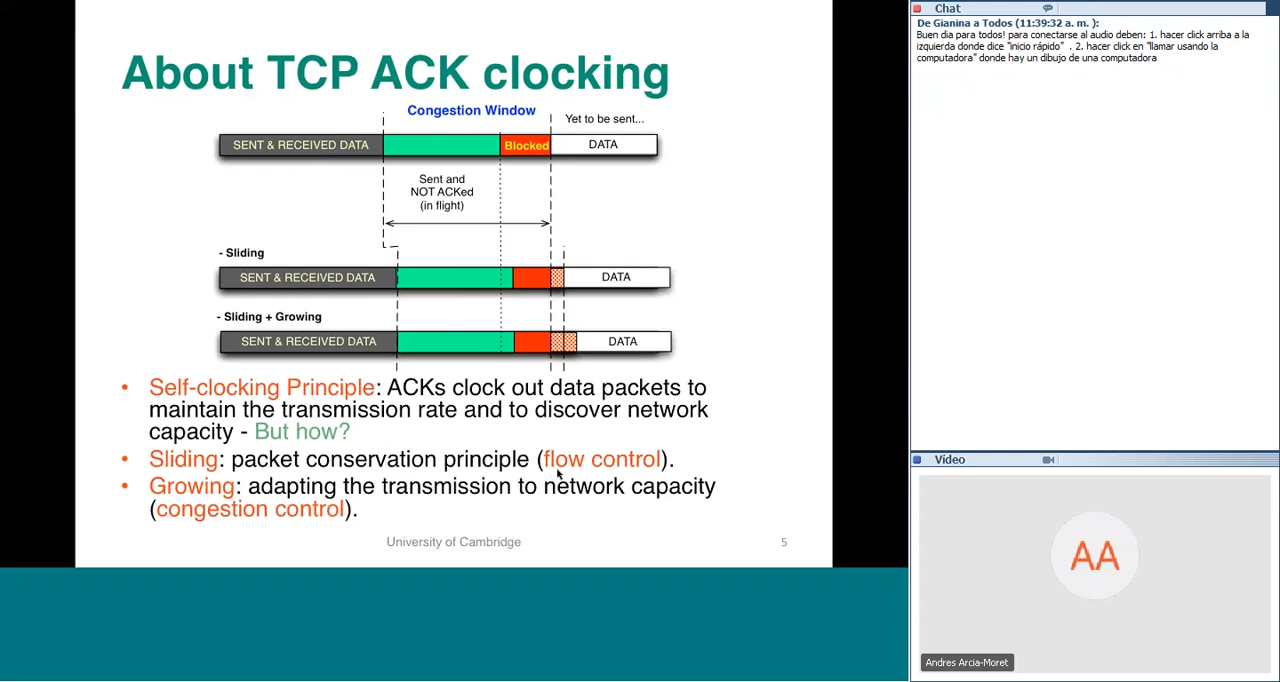 About TCP ACK clocking
Congestion Window
Yet to be sent...
SENT & RECEIVED DATA
Blocked
DATA
Sent and
NOT ACKed
(in flight)
- Sliding
SENT & RECEIVED DATA
DATA
- Sliding + Growing
SENT & RECEIVED DATA
DATA
• Self-clocking Principle: ACKs clock out data packets to
maintain the transmission rate and to discover network
capacity - But how?
• Sliding: packet conservation principle (flow control).
• Growing: adapting the transmission to network capacity
(congestion control).
University of Cambridge
5
Chat
De Gianina a Todos (11:39:32 a. m. ):
Buen dia para todos! para conectarse al audio deben: 1. hacer click arriba a la
izquierda donde dice "inicio rápido" . 2. hacer click en "llamar usando la
computadora" donde hay un dibujo de una computadora
Vídeo
AA
Andres Arcia-Moret